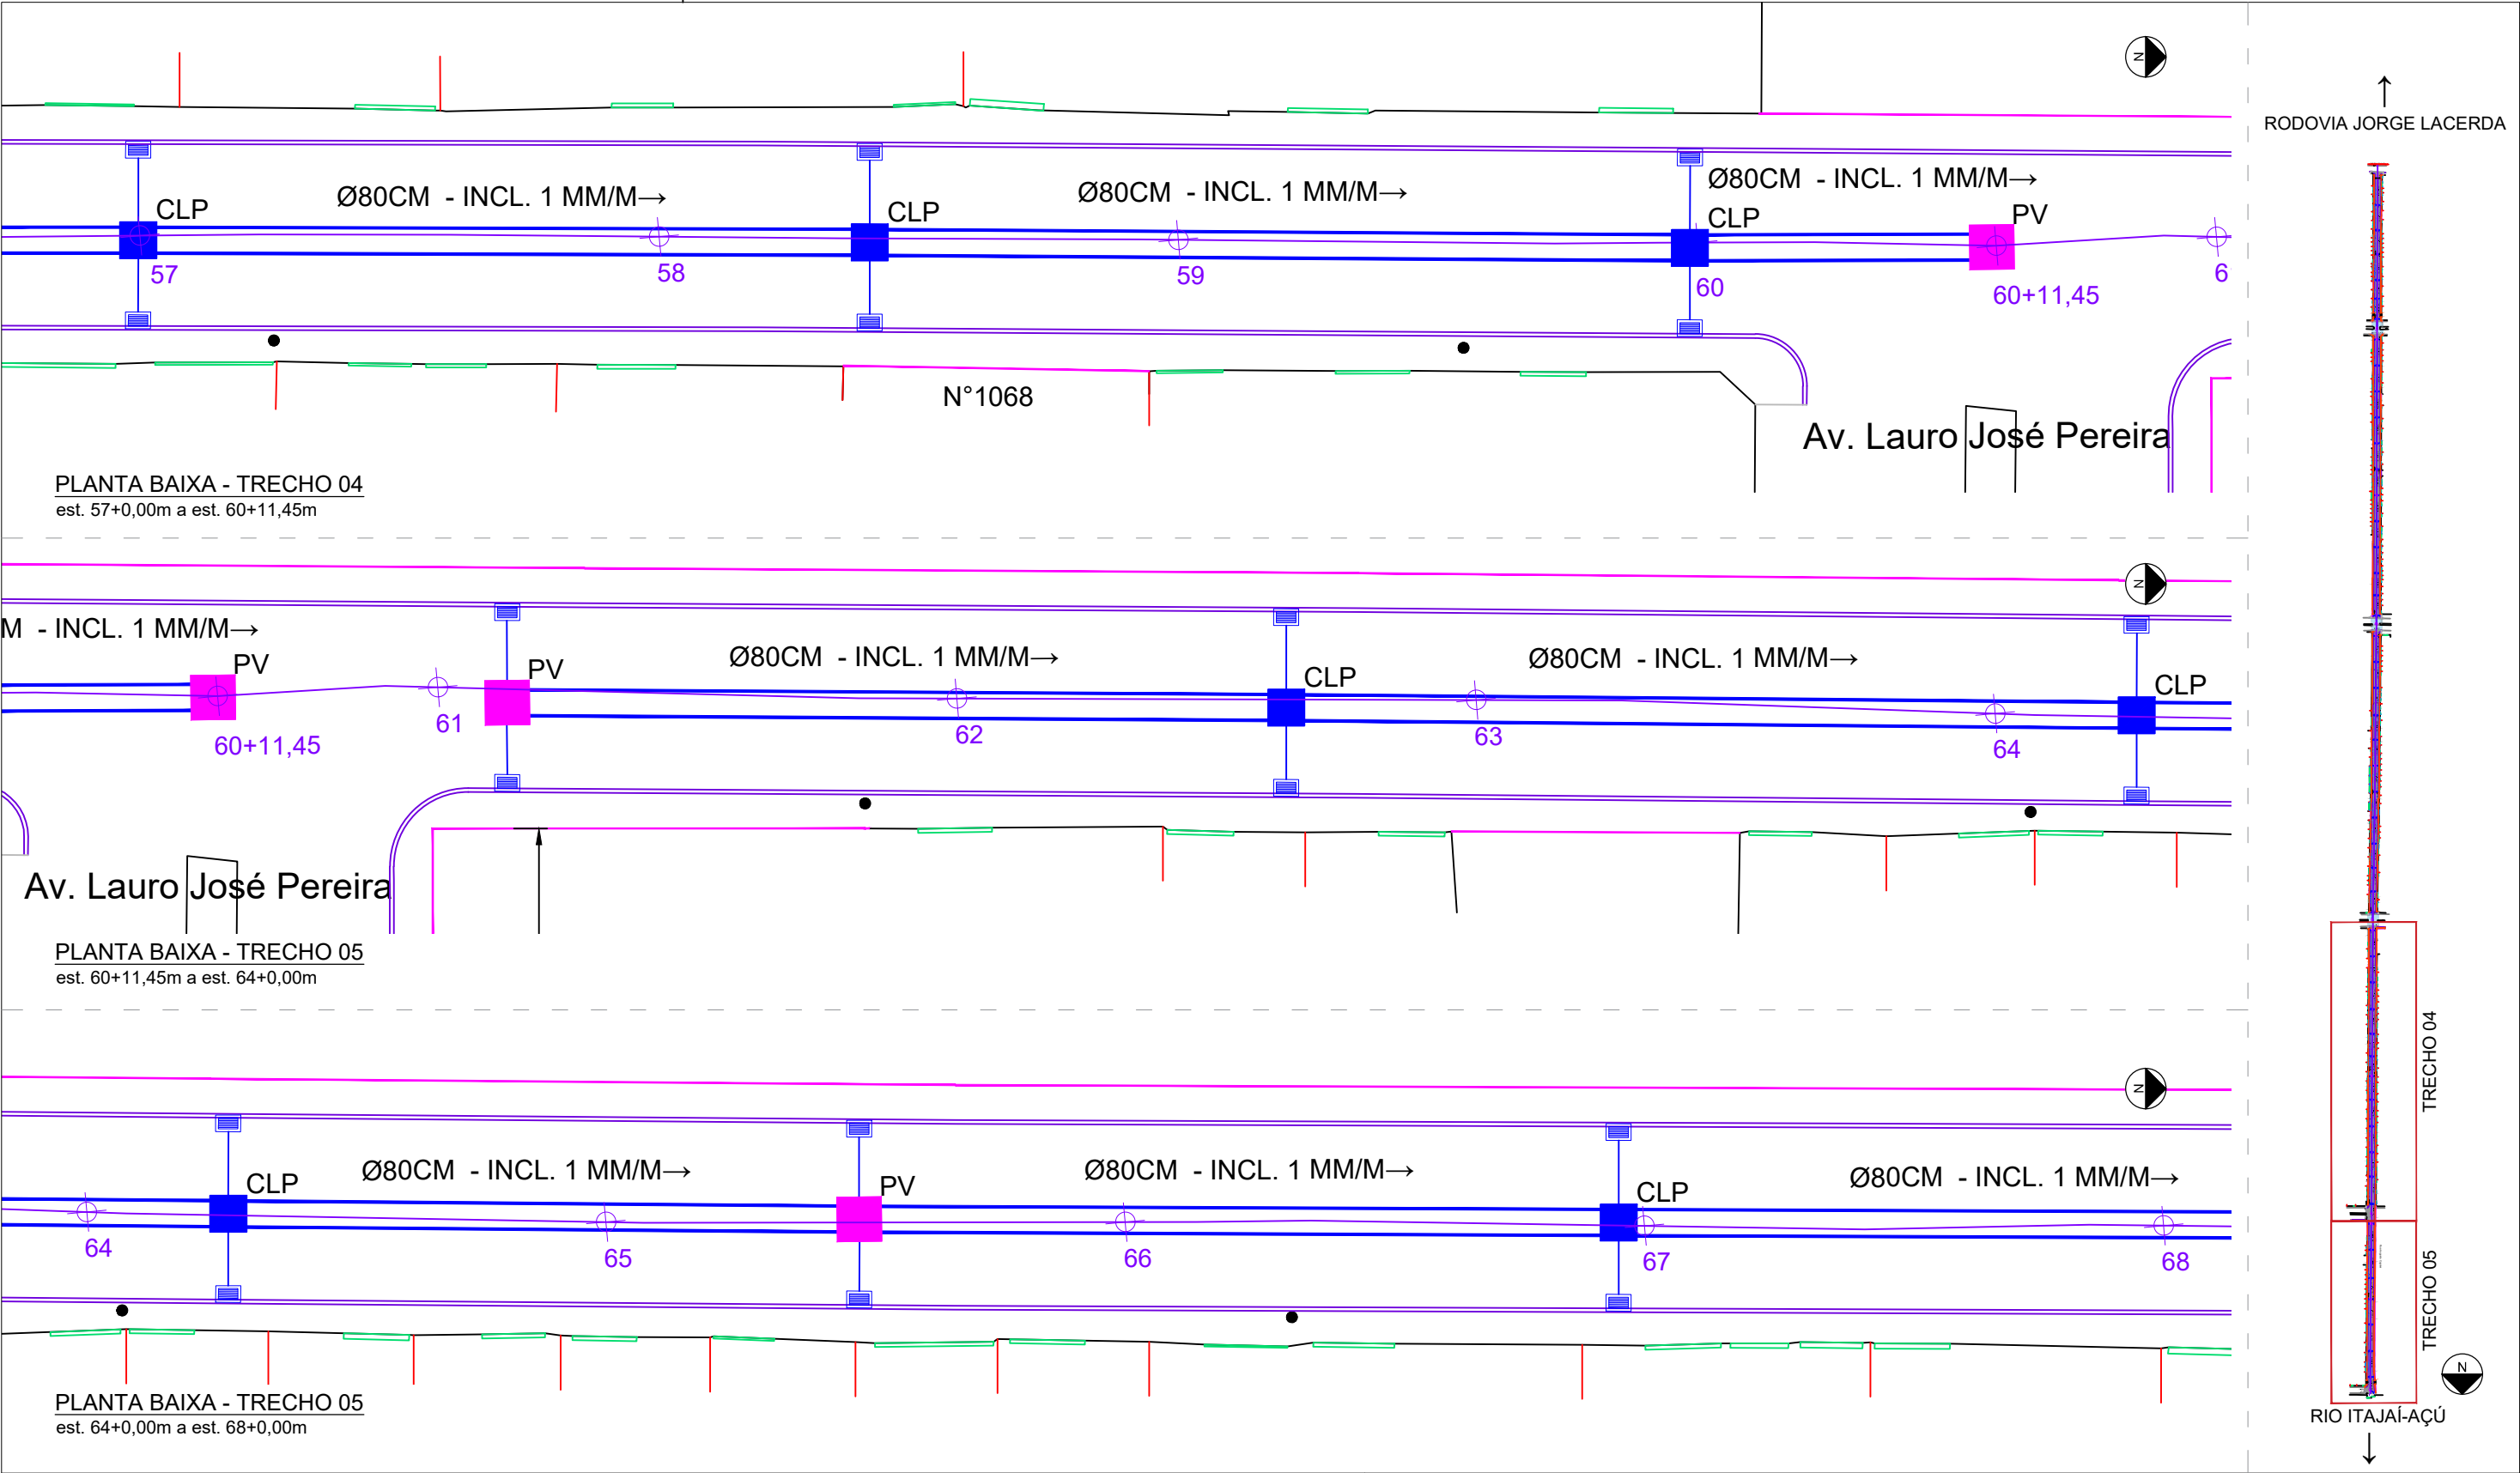 N
RODOVIA JORGE LACERDA
Ø80CM - INCL. 1 MM/M→
Ø80CM - INCL. 1 MM/M→
Ø80CM - INCL. 1 MM/M→
CLP
CLP
CLP
PV
57
58
59
60
60+11,45
6
N°1068
Av. Lauro José Pereira
PLANTA BAIXA - TRECHO 04
est. 57+0,00m a est. 60+11,45m
N
M - INCL. 1 MM/M→
Ø80CM - INCL. 1 MM/M→
Ø80CM - INCL. 1 MM/M→
PV
PV
CLP
CLP
60+11,45
61
62
63
64
Av. Lauro José Pereira
PLANTA BAIXA - TRECHO 05
est. 60+11,45m a est. 64+0,00m
N
Ø80CM - INCL. 1 MM/M→
Ø80CM - INCL. 1 MM/M→
Ø80CM - INCL. 1 MM/M→
CLP
PV
CLP
64
65
66
67
68
PLANTA BAIXA - TRECHO 05
est. 64+0,00m a est. 68+0,00m
TRECHO 04
TRECHO 05
N
RIO ITAJAÍ-AÇÚ